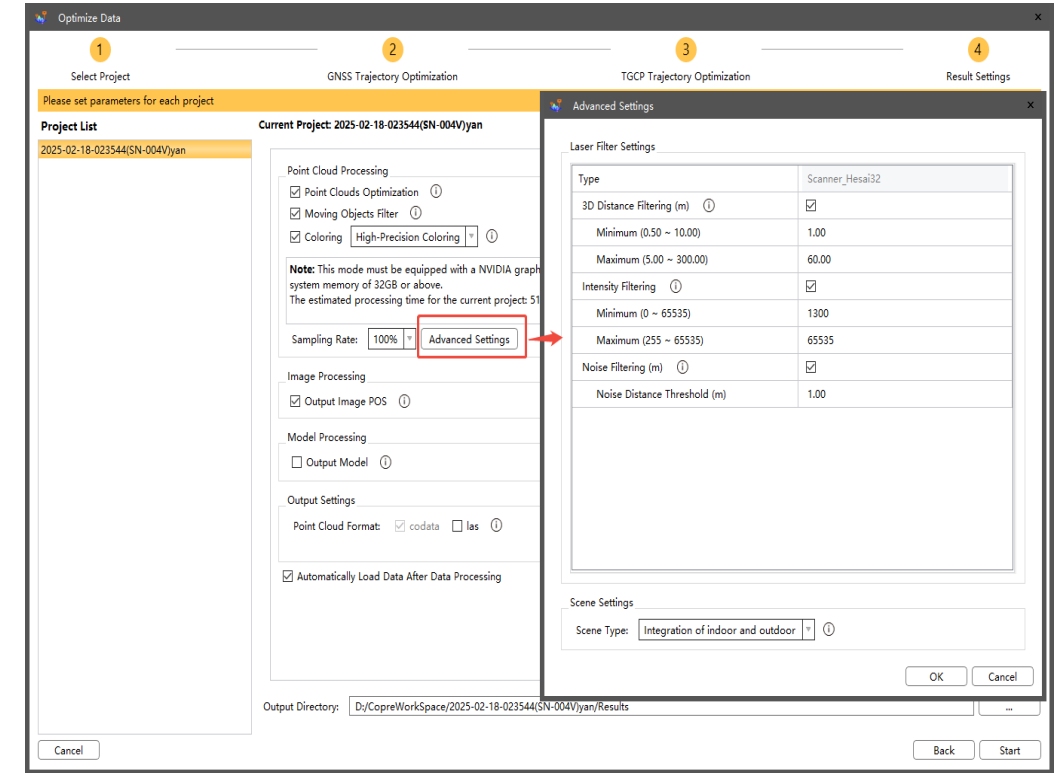 Optimize Data
x
1
2
3
4
Select Project
GNSS Trajectory Optimization
TGCP Trajectory Optimization
Result Settings
Please set parameters for each project
Project List
2025-02-18-023544(SN-004V)yan
Current Project: 2025-02-18-023544(SN-004V)yan
Point Cloud Processing
Point Clouds Optimization
Moving Objects Filter
Coloring High-Precision Coloring
Note: This mode must be equipped with a NVIDIA graph
system memory of 32GB or above.
The estimated processing time for the current project: 51
Sampling Rate: 100% Advanced Settings
Image Processing
Output Image POS
Model Processing
Output Model
Output Settings
Point Cloud Format: codata las
Automatically Load Data After Data Processing
Output Directory: D:/CopreWorkSpace/2025-02-18-023544(SN-004V)yan/Results ...
Cancel
Back Start
Advanced Settings
x
Laser Filter Settings
Type Scanner_Hesai32
3D Distance Filtering (m)
Minimum (0.50 ~ 10.00) 1.00
Maximum (5.00 ~ 300.00) 60.00
Intensity Filtering
Minimum (0 ~ 65535) 1300
Maximum (255 ~ 65535) 65535
Noise Filtering (m)
Noise Distance Threshold (m) 1.00
Scene Settings
Scene Type: Integration of indoor and outdoor
OK Cancel